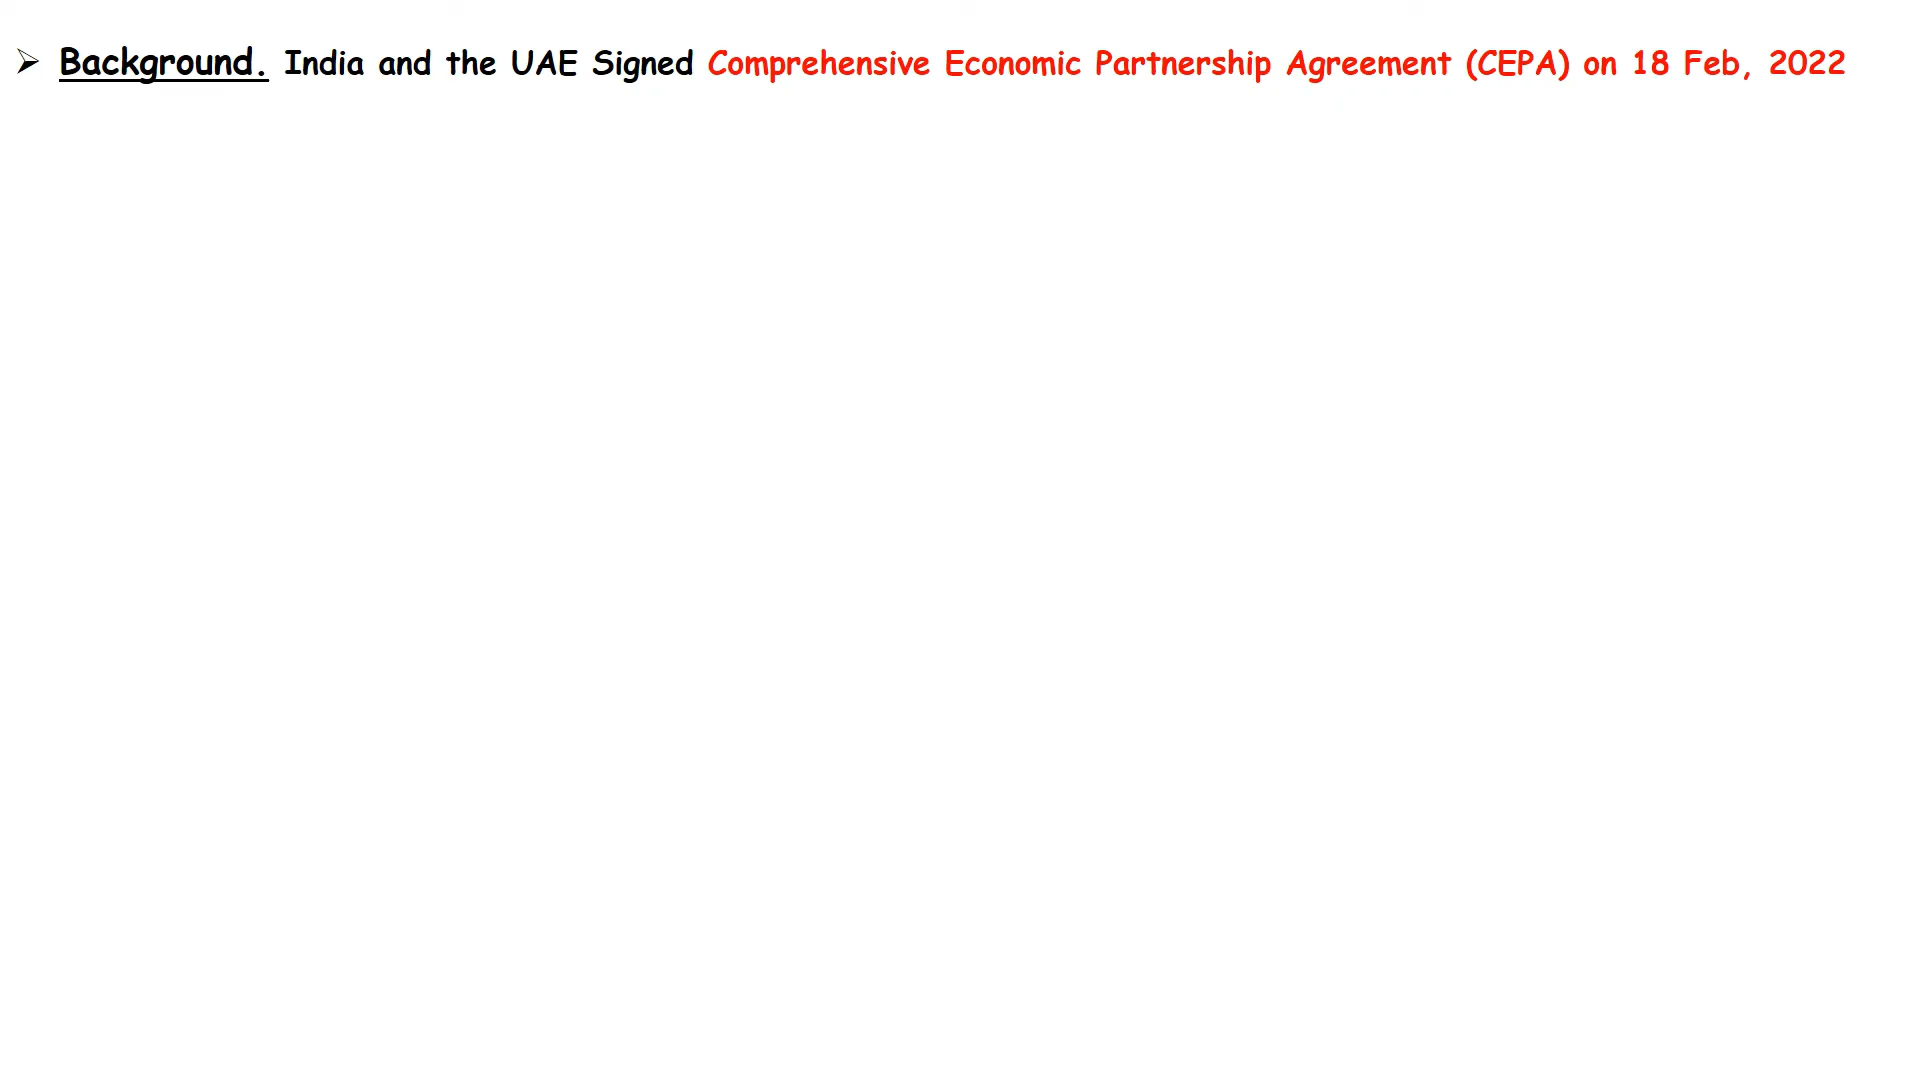 ➢ Background. India and the UAE Signed Comprehensive Economic Partnership Agreement (CEPA) on 18 Feb, 2022